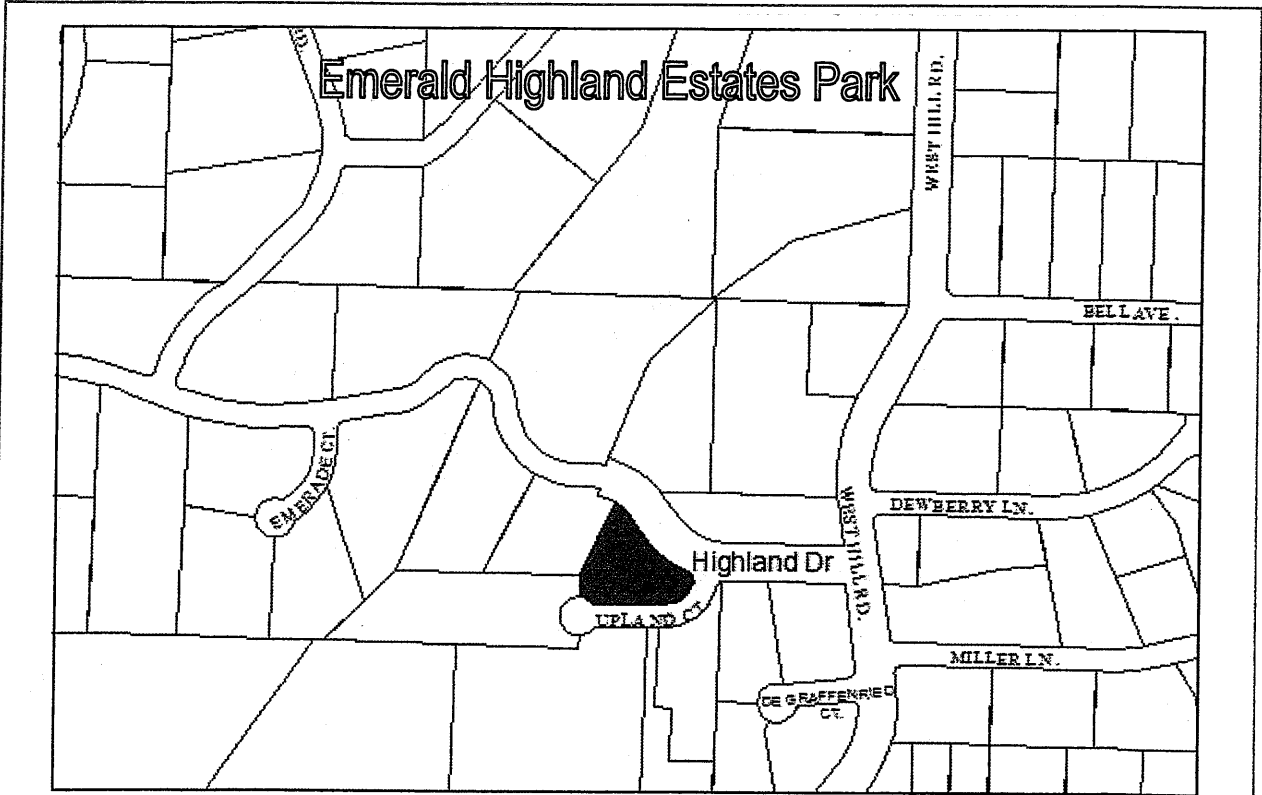 RD.
Emerald Highland Estates Park
WEST HILL RD.
BELL AVE.
EMERADE CT.
WEST HILL RD.
DEWBERRY LN.
Highland Dr
UPLAND CT.
MILLER LN.
DE GRAFFENRIED
CT.